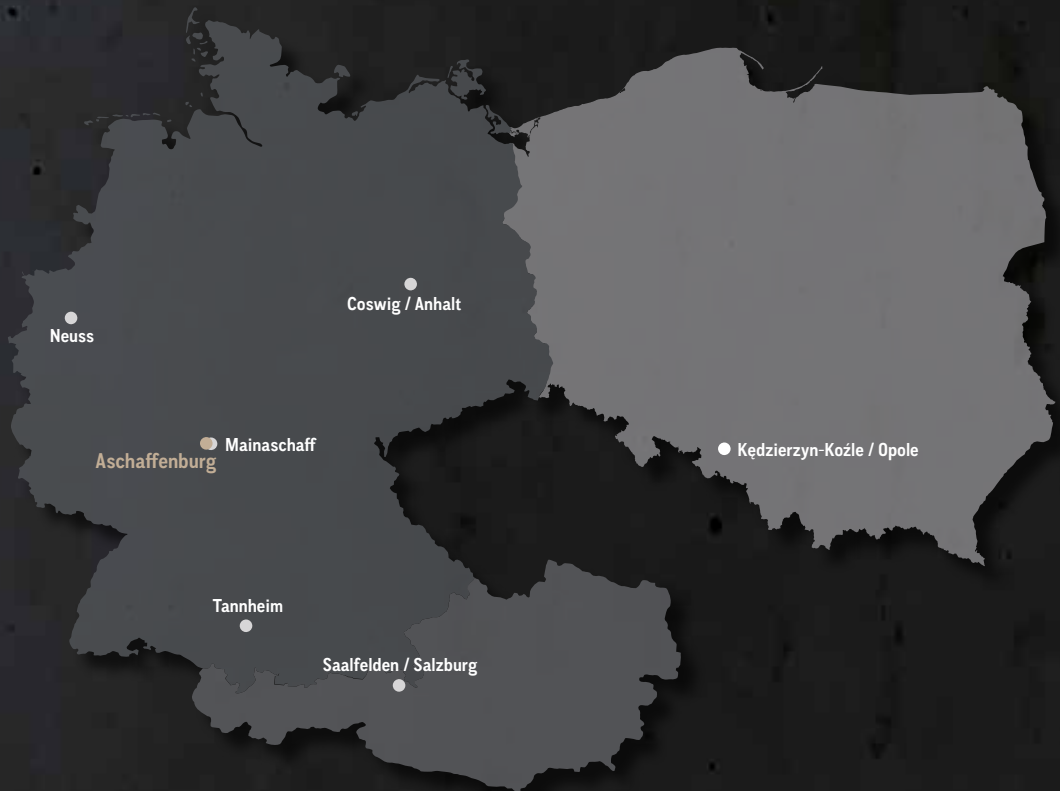 Coswig / Anhalt
Neuss
Mainaschaff
Aschaffenburg
Kędzierzyn-Koźle / Opole
Tannheim
Saalfelden / Salzburg